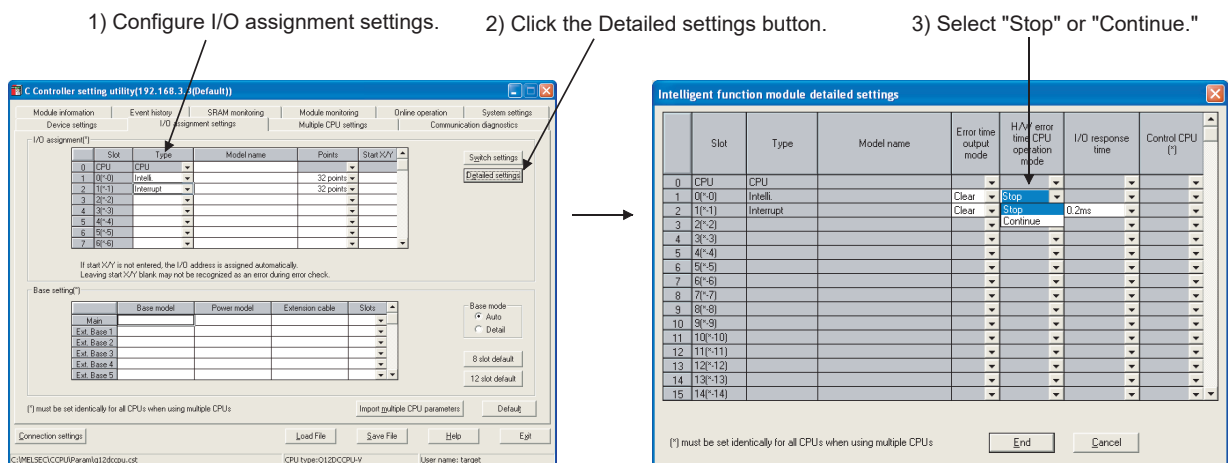 1) Configure I/O assignment settings.
2) Click the Detailed settings button.
3) Select "Stop" or "Continue."
C Controller setting utility(192.168.3.3(Default))
Module information Event history SRAM monitoring Module monitoring Online operation System settings
Device settings I/O assignment settings Multiple CPU settings Communication diagnostics
I/O assignment(*)
Slot Type Model name Points Start X/Y
0 CPU CPU
1 0(*-0) Intelli. 32 points
2 1(*-1) Interrupt 32 points
3 2(*-2)
4 3(*-3)
5 4(*-4)
6 5(*-5)
7 6(*-6)
Switch settings
Detailed settings
If start X/Y is not entered, the I/O address is assigned automatically.
Leaving start X/Y blank may not be recognized as an error during error check.
Base setting(*)
Base model Power model Extension cable Slots
Main
Ext. Base 1
Ext. Base 2
Ext. Base 3
Ext. Base 4
Ext. Base 5
Base mode
Auto
Detail
8 slot default
12 slot default
(*) must be set identically for all CPUs when using multiple CPUs
Import multiple CPU parameters Default
Connection settings Load File Save File Help Exit
C:\MELSEC\CCPU\Param\q12dccpu.cst CPU type:Q12DCCPU-V User name: target
Intelligent function module detailed settings
Slot Type Model name Error time output mode H/W error time CPU operation mode I/O response time Control CPU (*)
0 CPU CPU
1 0(*-0) Intelli. Clear Stop
2 1(*-1) Interrupt Clear Stop 0.2ms
Continue
3 2(*-2)
4 3(*-3)
5 4(*-4)
6 5(*-5)
7 6(*-6)
8 7(*-7)
9 8(*-8)
10 9(*-9)
11 10(*-10)
12 11(*-11)
13 12(*-12)
14 13(*-13)
15 14(*-14)
(*) must be set identically for all CPUs when using multiple CPUs
End Cancel